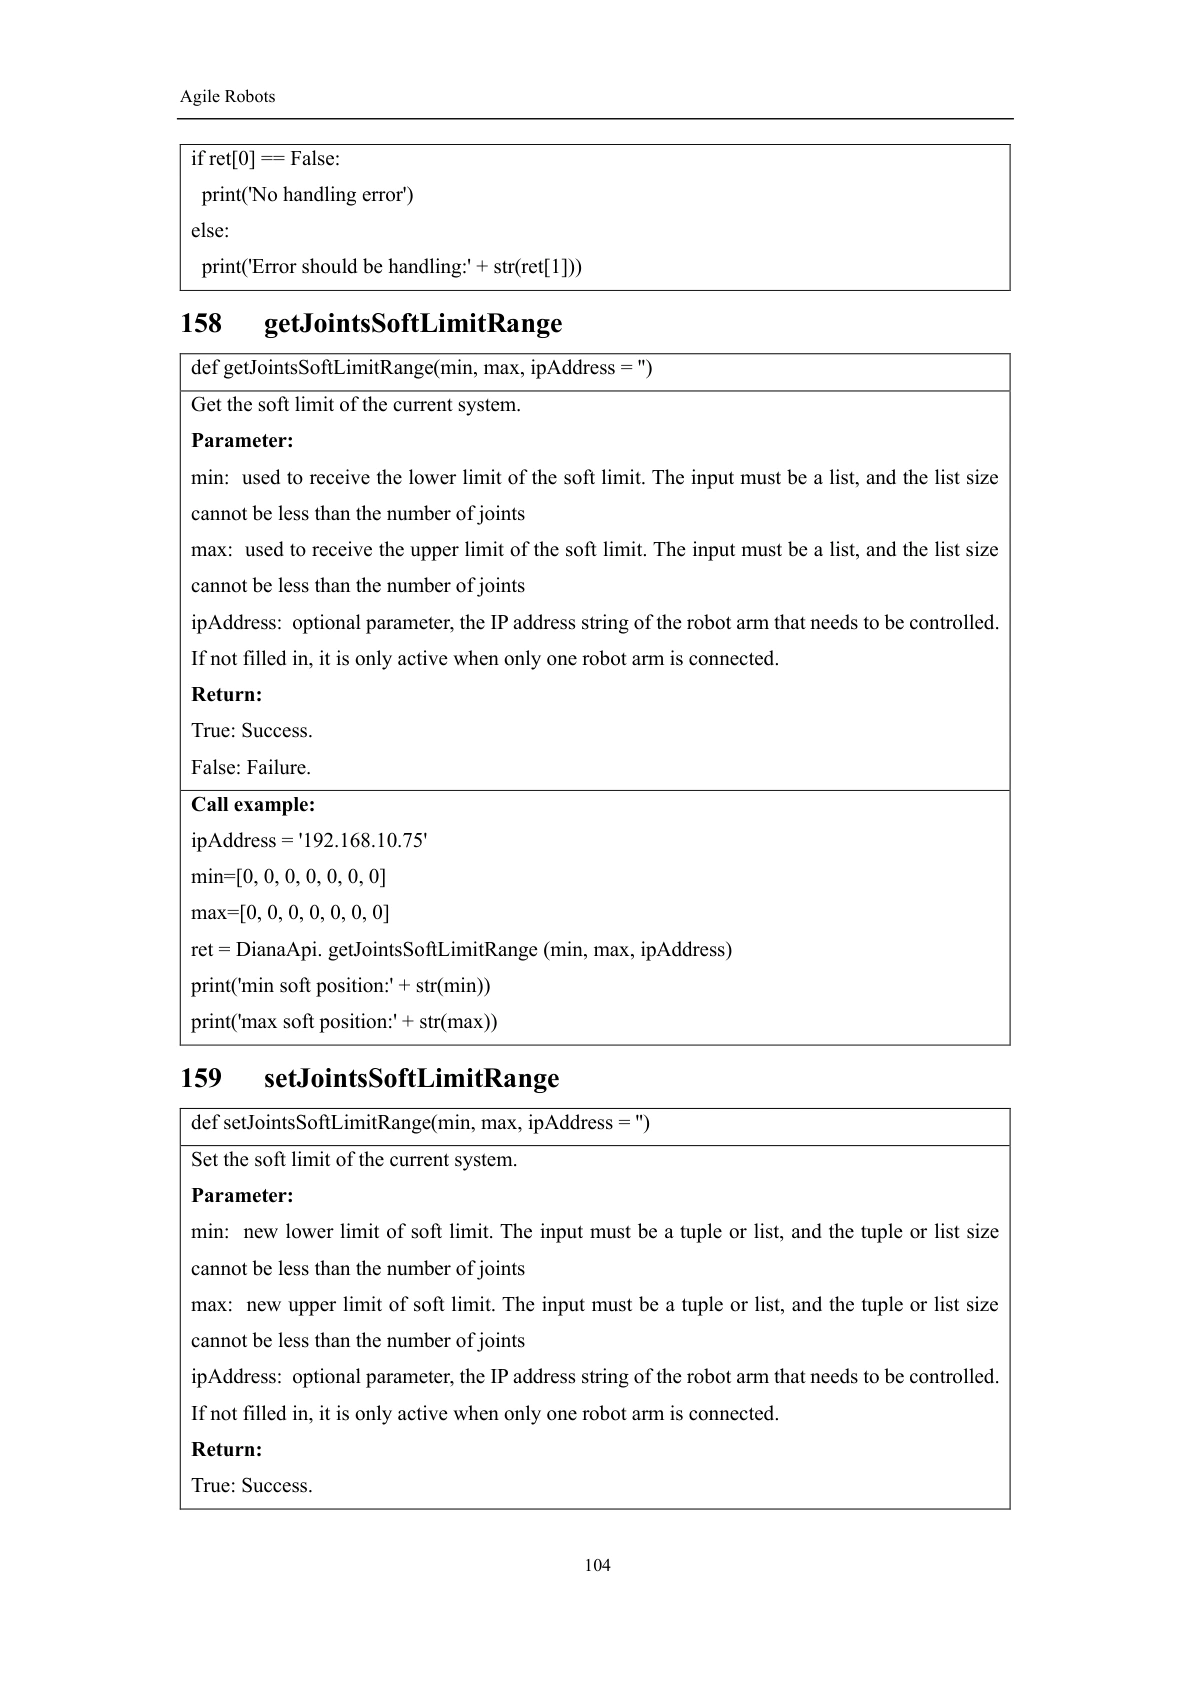 Agile Robots
if ret[0] == False:
print('No handling error')
else:
print('Error should be handling:' + str(ret[1]))
158 getJointsSoftLimitRange
def getJointsSoftLimitRange(min, max, ipAddress = '')
Get the soft limit of the current system.
Parameter:
min: used to receive the lower limit of the soft limit. The input must be a list, and the list size
cannot be less than the number of joints
max: used to receive the upper limit of the soft limit. The input must be a list, and the list size
cannot be less than the number of joints
ipAddress: optional parameter, the IP address string of the robot arm that needs to be controlled.
If not filled in, it is only active when only one robot arm is connected.
Return:
True: Success.
False: Failure.
Call example:
ipAddress = '192.168.10.75'
min=[0, 0, 0, 0, 0, 0, 0]
max=[0, 0, 0, 0, 0, 0, 0]
ret = DianaApi. getJointsSoftLimitRange (min, max, ipAddress)
print('min soft position:' + str(min))
print('max soft position:' + str(max))
159 setJointsSoftLimitRange
def setJointsSoftLimitRange(min, max, ipAddress = '')
Set the soft limit of the current system.
Parameter:
min: new lower limit of soft limit. The input must be a tuple or list, and the tuple or list size
cannot be less than the number of joints
max: new upper limit of soft limit. The input must be a tuple or list, and the tuple or list size
cannot be less than the number of joints
ipAddress: optional parameter, the IP address string of the robot arm that needs to be controlled.
If not filled in, it is only active when only one robot arm is connected.
Return:
True: Success.
104